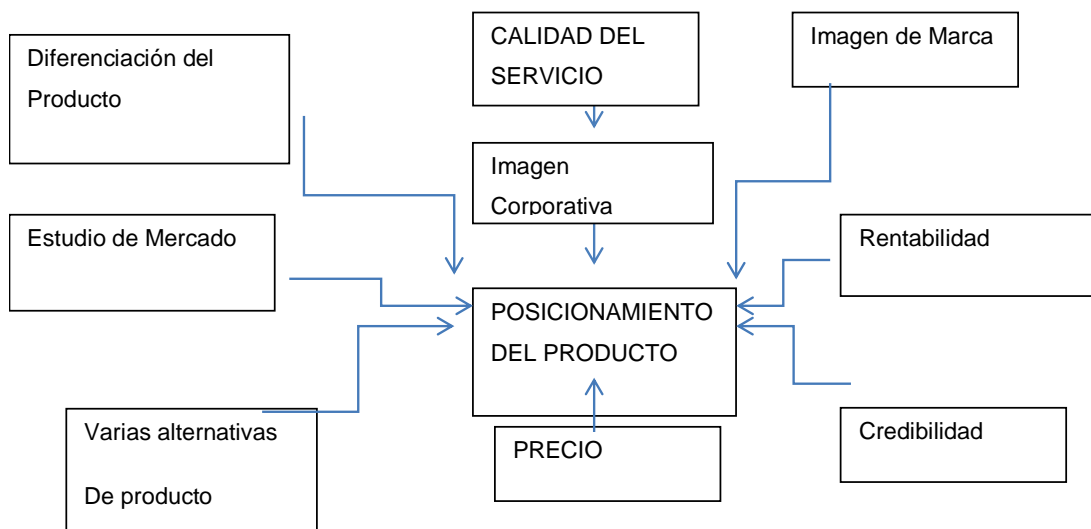 Diferenciación del
Producto
CALIDAD DEL
SERVICIO
Imagen de Marca
Imagen
Corporativa
Estudio de Mercado
Rentabilidad
POSICIONAMIENTO
DEL PRODUCTO
Varias alternativas
De producto
PRECIO
Credibilidad